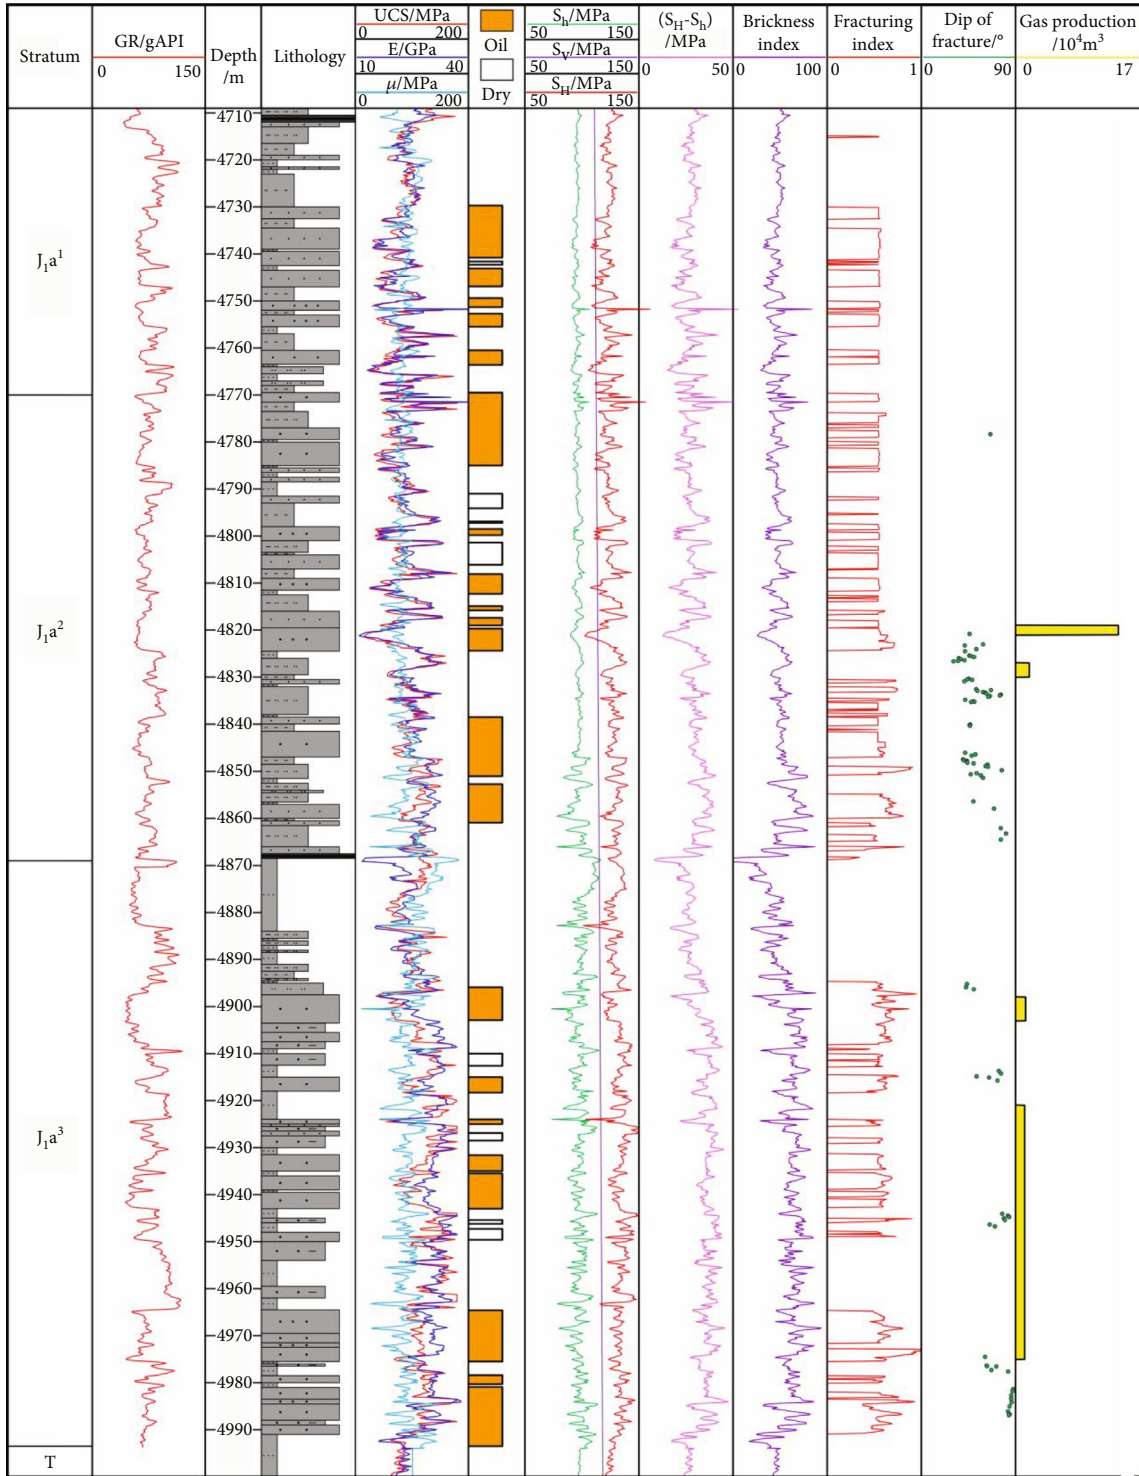 Stratum
GR/gAPI
0 150
Depth
/m
Lithology
UCS/MPa
0 200
E/GPa
10 40
μ/MPa
0 200
Oil
Dry
Sh/MPa
50 150
SV/MPa
50 150
SH/MPa
50 150
(SH-Sh)
/MPa
0 50
Brickness
index
0 100
Fracturing
index
0 1
Dip of
fracture/°
0 90
Gas production
/10⁴m³
0 17
4710
4720
4730
4740
J₁a¹
4750
4760
4770
4780
4790
4800
4810
4820
J₁a²
4830
4840
4850
4860
4870
4880
4890
4900
4910
4920
J₁a³
4930
4940
4950
4960
4970
4980
4990
T